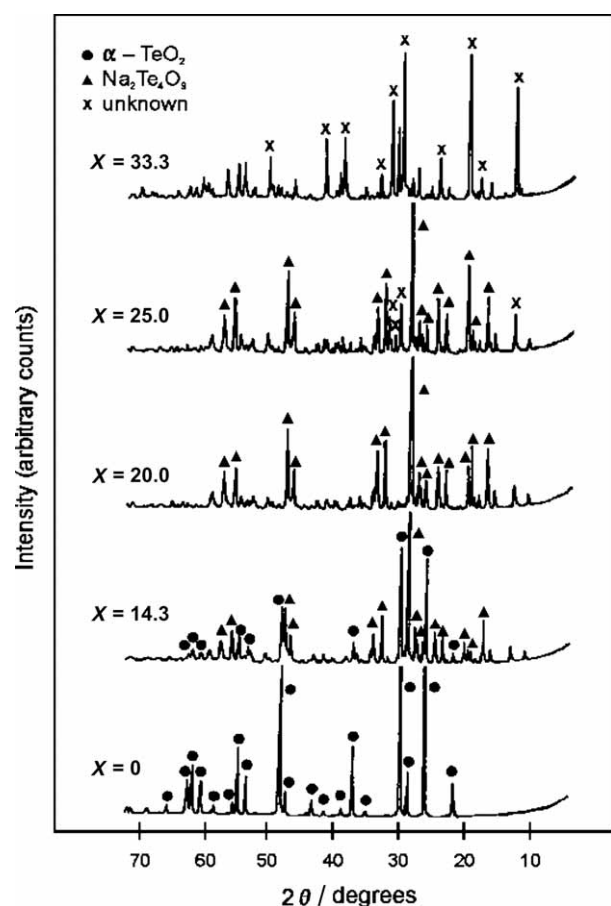 ● α – TeO₂
▲ Na₂Te₄O₉
x unknown
X = 33.3
X = 25.0
X = 20.0
X = 14.3
X = 0
Intensity (arbitrary counts)
70 60 50 40 30 20 10
2θ / degrees